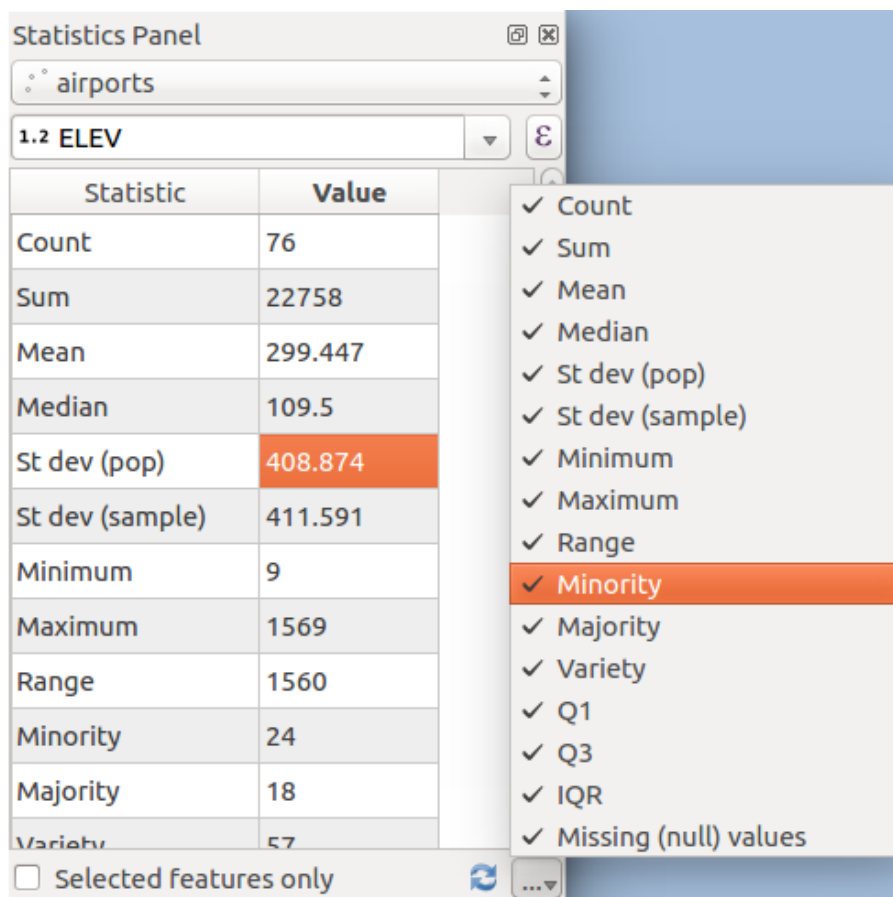 Statistics Panel
airports
1.2 ELEV ε
Statistic Value
Count 76
Sum 22758
Mean 299.447
Median 109.5
St dev (pop) 408.874
St dev (sample) 411.591
Minimum 9
Maximum 1569
Range 1560
Minority 24
Majority 18
Variety 57
Selected features only ...
Count
Sum
Mean
Median
St dev (pop)
St dev (sample)
Minimum
Maximum
Range
Minority
Majority
Variety
Q1
Q3
IQR
Missing (null) values